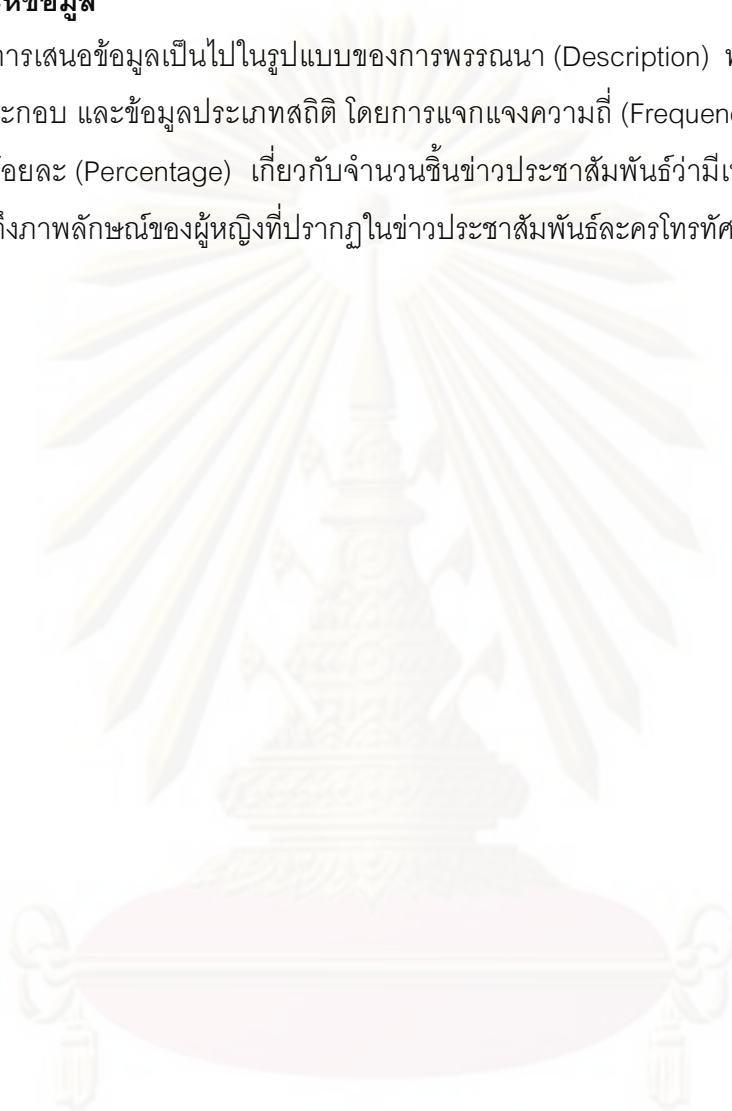 ข้อมูล
การเสนอข้อมูลเป็นไปในรูปแบบของการพรรณนา (Description)
ะกอบ และข้อมูลประเภทสถิติ โดยการแจกแจงความถี่ (Frequen
้อยละ (Percentage) เกี่ยวกับจำนวนชิ้นข่าวประชาสัมพันธ์ว่ามีเ
ถึงภาพลักษณ์ของผู้หญิงที่ปรากฏในข่าวประชาสัมพันธ์ละครโทรทัศ